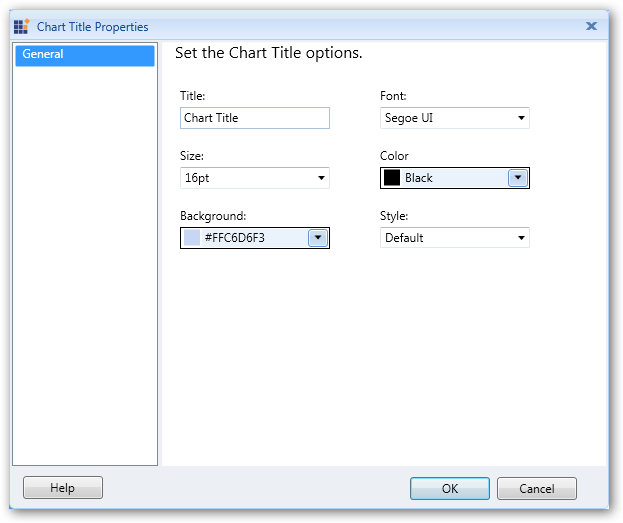 Chart Title Properties
General
Set the Chart Title options.
Title:
Font:
Chart Title
Segoe UI
Size:
Color
16pt
Black
Background:
Style:
#FFC6D6F3
Default
Help
OK
Cancel